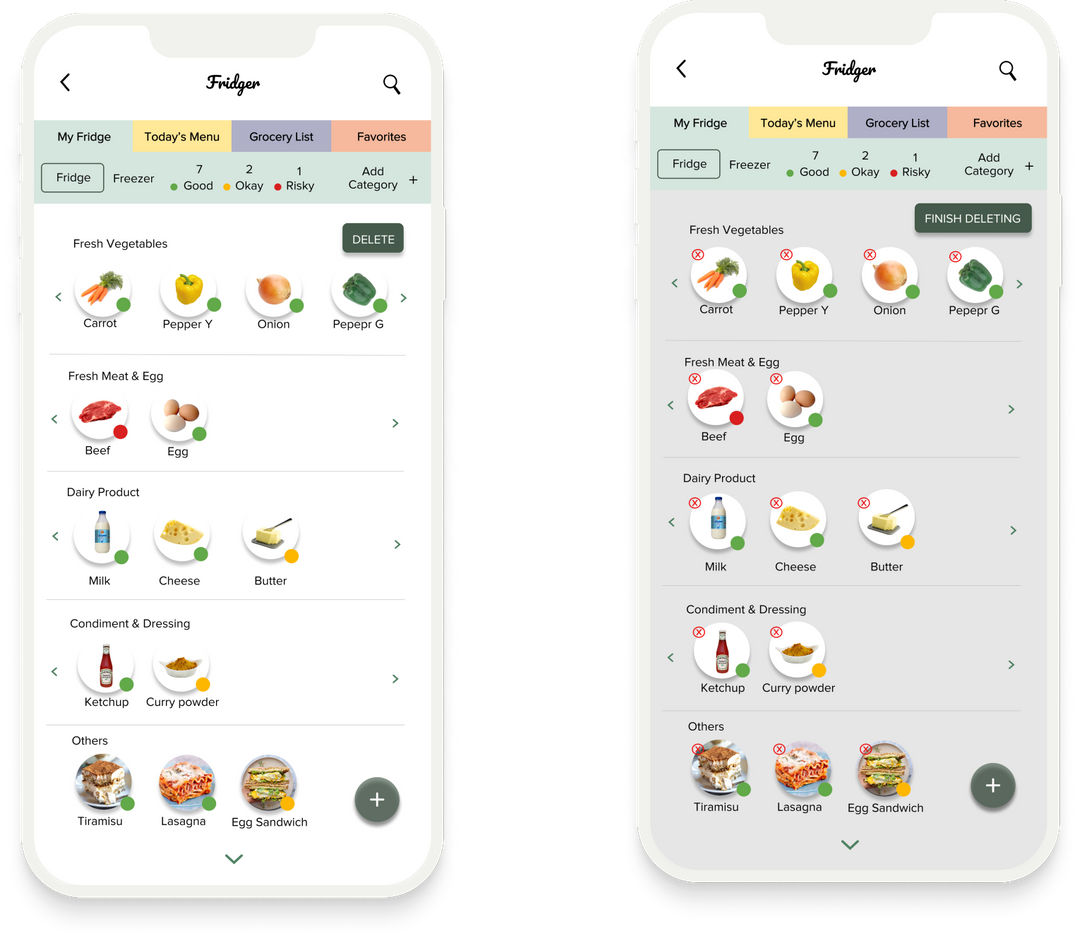 Fridger
My Fridge Today's Menu Grocery List Favorites
Fridge Freezer 7 Good 2 Okay 1 Risky Add Category +
DELETE
Fresh Vegetables
Carrot Pepper Y Onion Pepepr G
Fresh Meat & Egg
Beef Egg
Dairy Product
Milk Cheese Butter
Condiment & Dressing
Ketchup Curry powder
Others
Tiramisu Lasagna Egg Sandwich
+
Fridger
My Fridge Today's Menu Grocery List Favorites
Fridge Freezer 7 Good 2 Okay 1 Risky Add Category +
FINISH DELETING
Fresh Vegetables
Carrot Pepper Y Onion Pepepr G
Fresh Meat & Egg
Beef Egg
Dairy Product
Milk Cheese Butter
Condiment & Dressing
Ketchup Curry powder
Others
Tiramisu Lasagna Egg Sandwich
+